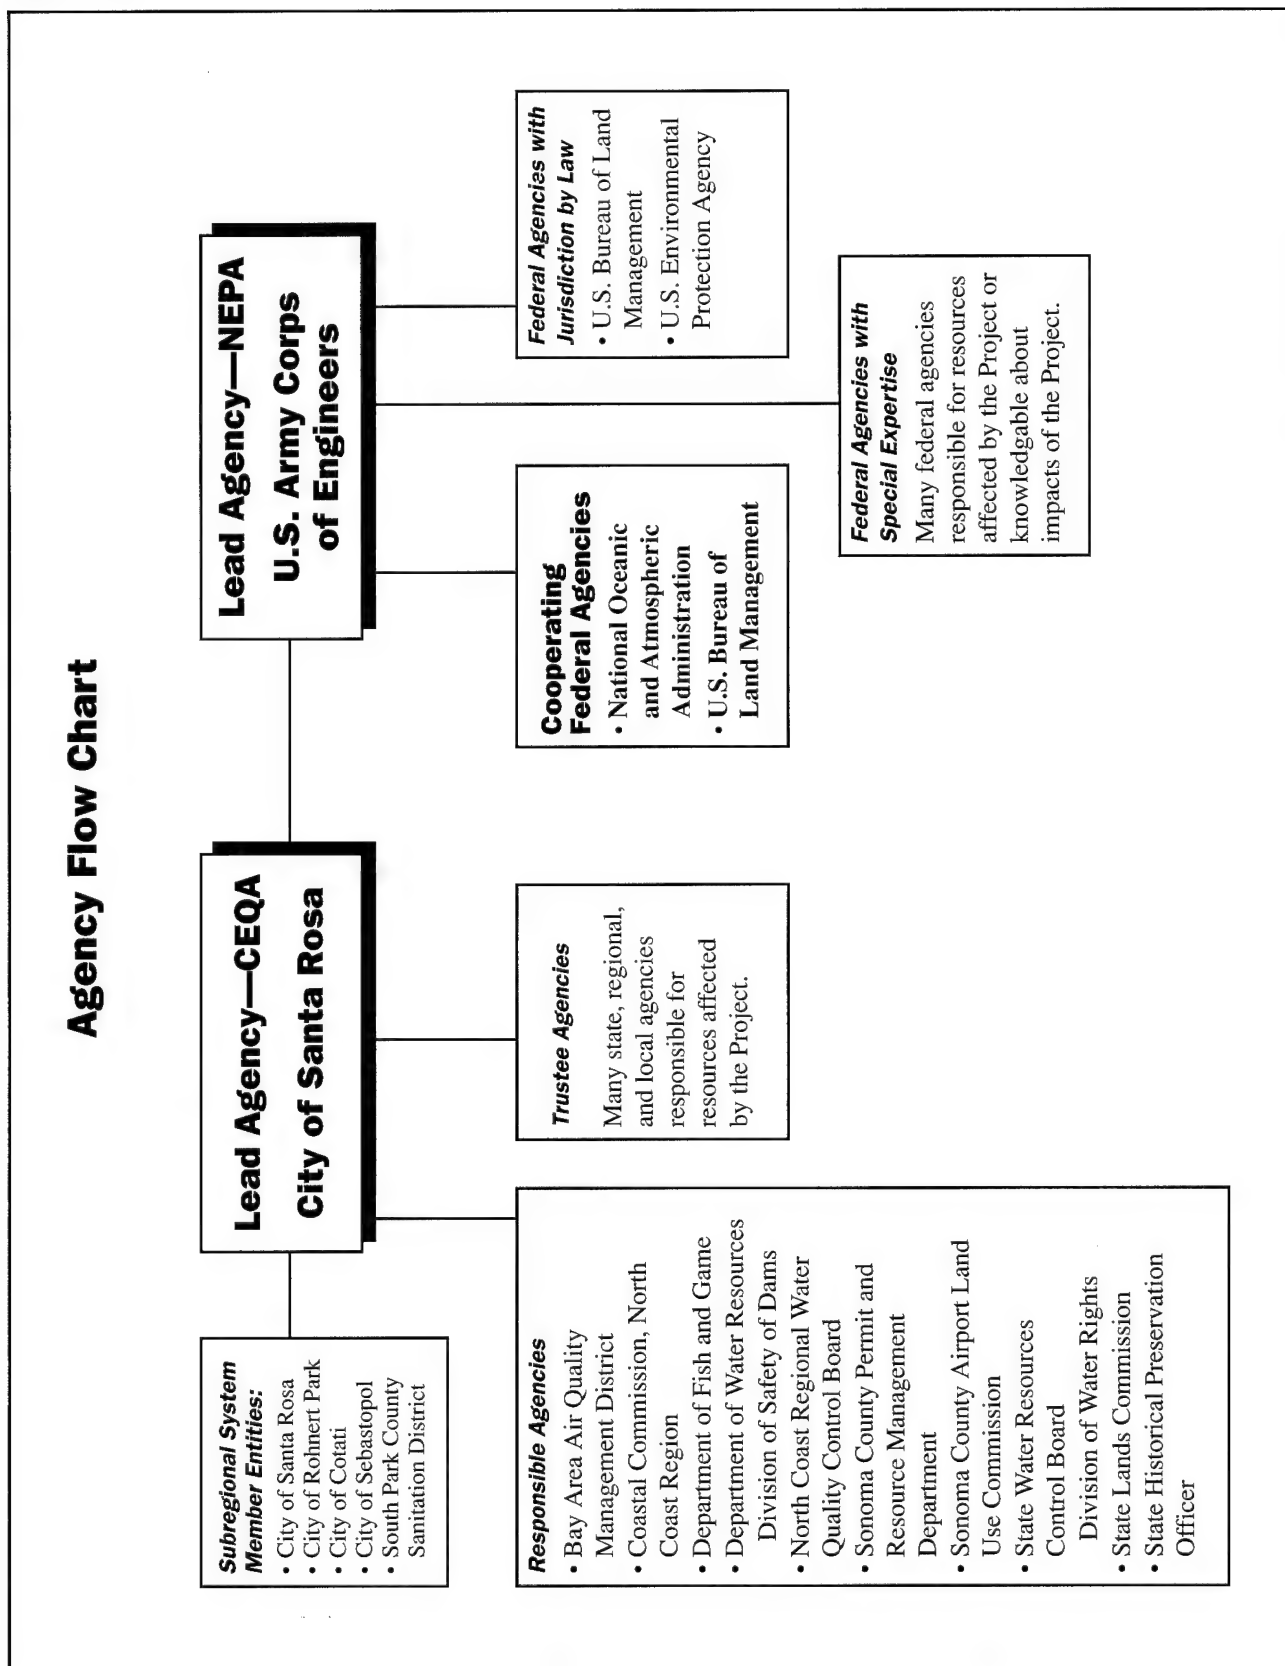 Agency Flow Chart
Subregional System
Member Entities:
• City of Santa Rosa
• City of Rohnert Park
• City of Cotati
• City of Sebastopol
• South Park County
Sanitation District
Lead Agency—CEQA
City of Santa Rosa
Lead Agency—NEPA
U.S. Army Corps
of Engineers
Responsible Agencies
• Bay Area Air Quality
Management District
• Coastal Commission, North
Coast Region
• Department of Fish and Game
• Department of Water Resources
Division of Safety of Dams
• North Coast Regional Water
Quality Control Board
• Sonoma County Permit and
Resource Management
Department
• Sonoma County Airport Land
Use Commission
• State Water Resources
Control Board
Division of Water Rights
• State Lands Commission
• State Historical Preservation
Officer
Trustee Agencies
Many state, regional,
and local agencies
responsible for
resources affected
by the Project.
Cooperating
Federal Agencies
• National Oceanic
and Atmospheric
Administration
• U.S. Bureau of
Land Management
Federal Agencies with
Jurisdiction by Law
• U.S. Bureau of Land
Management
• U.S. Environmental
Protection Agency
Federal Agencies with
Special Expertise
Many federal agencies
responsible for resources
affected by the Project or
knowledgable about
impacts of the Project.